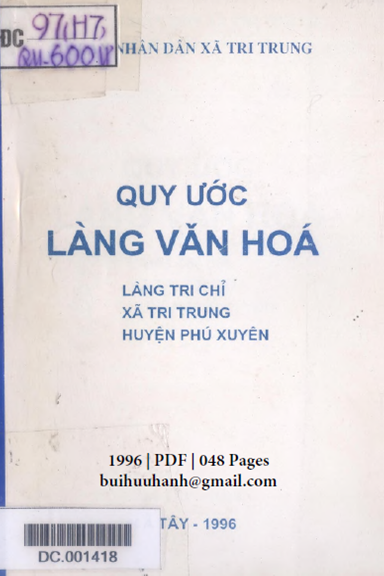 ĐC
97(H7)
QU-600.V
NHÂN DÂN XÃ TRI TRUNG
QUY ƯỚC
LÀNG VĂN HOÁ
LÀNG TRI CHỈ
XÃ TRI TRUNG
HUYỆN PHÚ XUYÊN
1996 | PDF | 048 Pages
buihuuhanh@gmail.com
TÂY - 1996
DC.001418